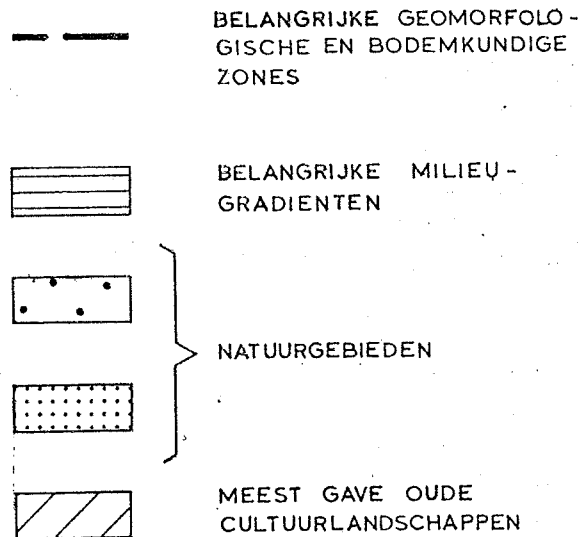 BELANGRIJKE GEOMORFOLO-
GISCHE EN BODEMKUNDIGE
ZONES
BELANGRIJKE MILIEU-
GRADIENTEN
NATUURGEBIEDEN
MEEST GAVE OUDE
CULTUURLANDSCHAPPEN